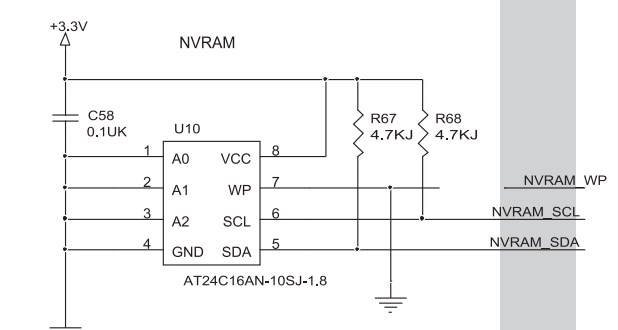 +3.3V
NVRAM
C58
0.1UK
U10
R67
4.7KJ
R68
4.7KJ
1 A0 VCC 8
2 A1 WP 7
3 A2 SCL 6
4 GND SDA 5
NVRAM_WP
NVRAM_SCL
NVRAM_SDA
AT24C16AN-10SJ-1.8